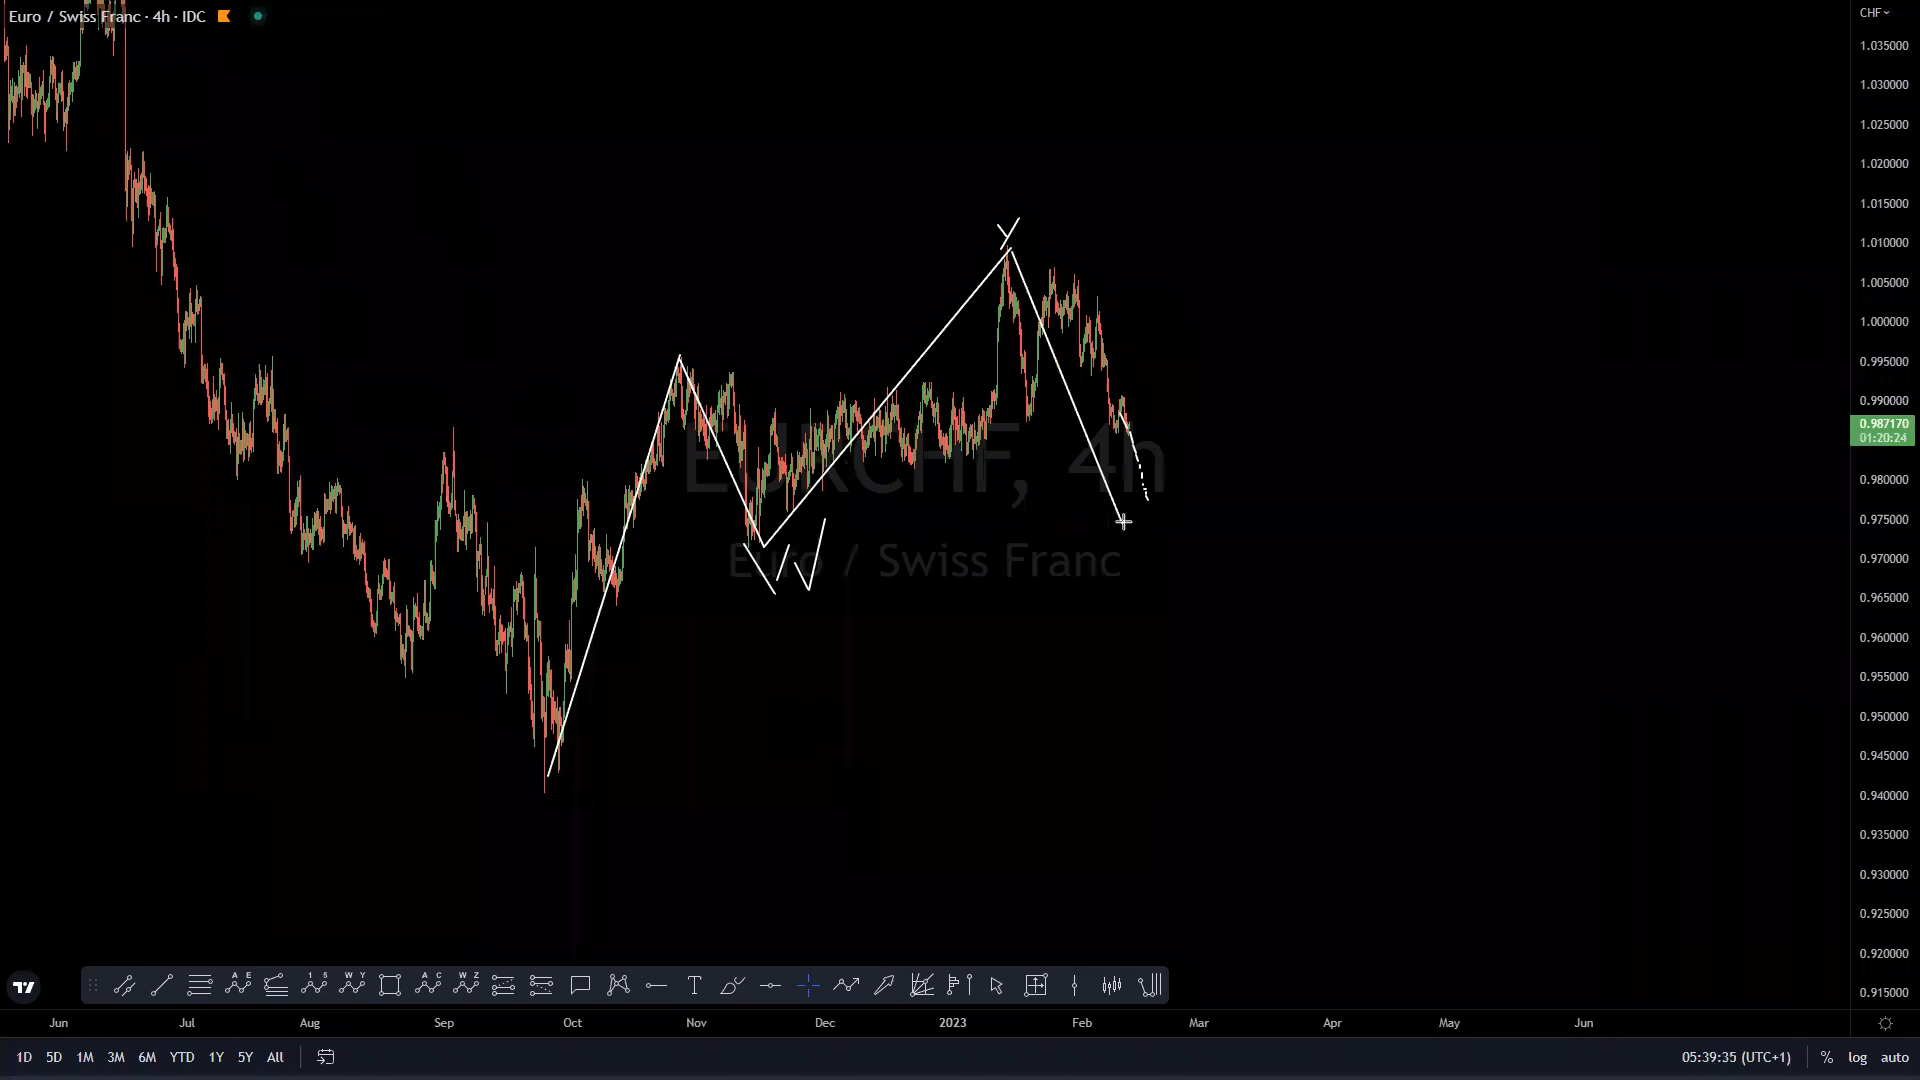 Euro / Swiss Franc · 4h · IDC
CHF
1.035000
1.030000
1.025000
1.020000
1.015000
1.010000
1.005000
1.000000
0.995000
0.990000
0.987170
01:20:24
0.980000
0.975000
0.970000
0.965000
0.960000
0.955000
0.950000
0.945000
0.940000
0.935000
0.930000
0.925000
0.920000
0.915000
Y
W
EURCHF, 4h
Euro / Swiss Franc
A E
1 5
W Y
A C
W Z
T
Jun Jul Aug Sep Oct Nov Dec 2023 Feb Mar Apr May Jun
1D 5D 1M 3M 6M YTD 1Y 5Y All
05:39:35 (UTC+1) % log auto